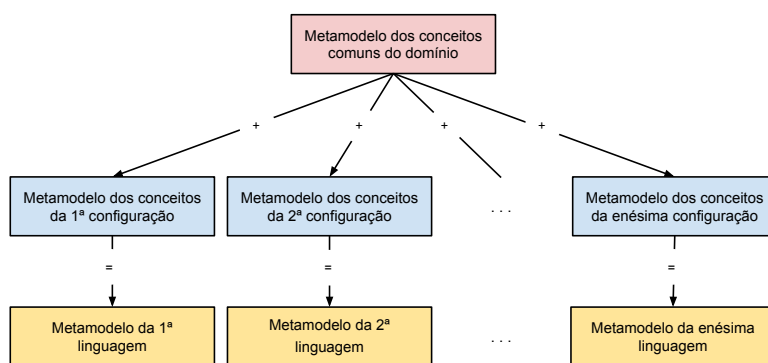 Metamodelo dos conceitos
comuns do domínio
+
+
+
+
Metamodelo dos conceitos
da 1ª configuração
Metamodelo dos conceitos
da 2ª configuração
. . .
Metamodelo dos conceitos
da enésima configuração
=
=
=
Metamodelo da 1ª
linguagem
Metamodelo da 2ª
linguagem
. . .
Metamodelo da enésima
linguagem